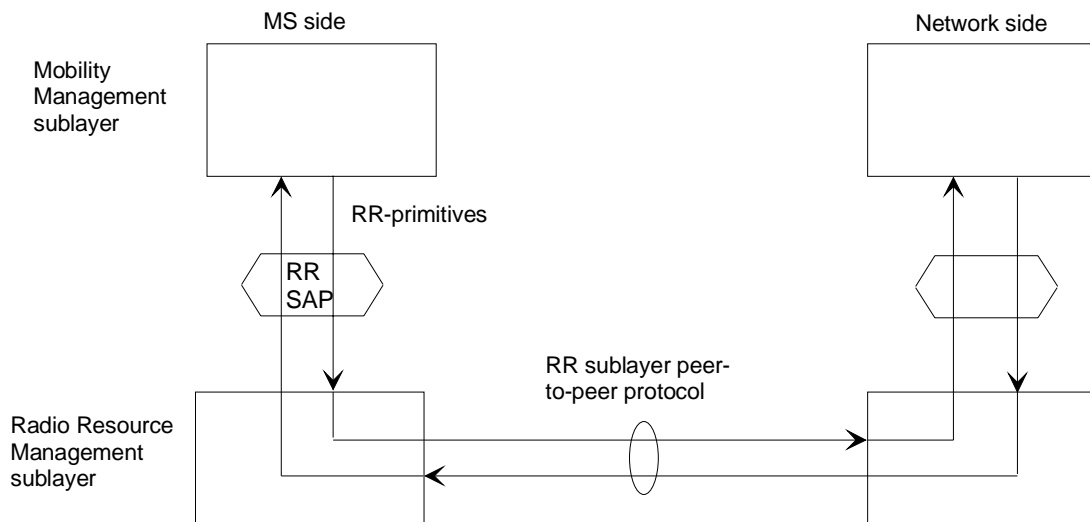 MS side
Network side
Mobility
Management
sublayer
RR-primitives
RR
SAP
RR sublayer peer-
to-peer protocol
Radio Resource
Management
sublayer